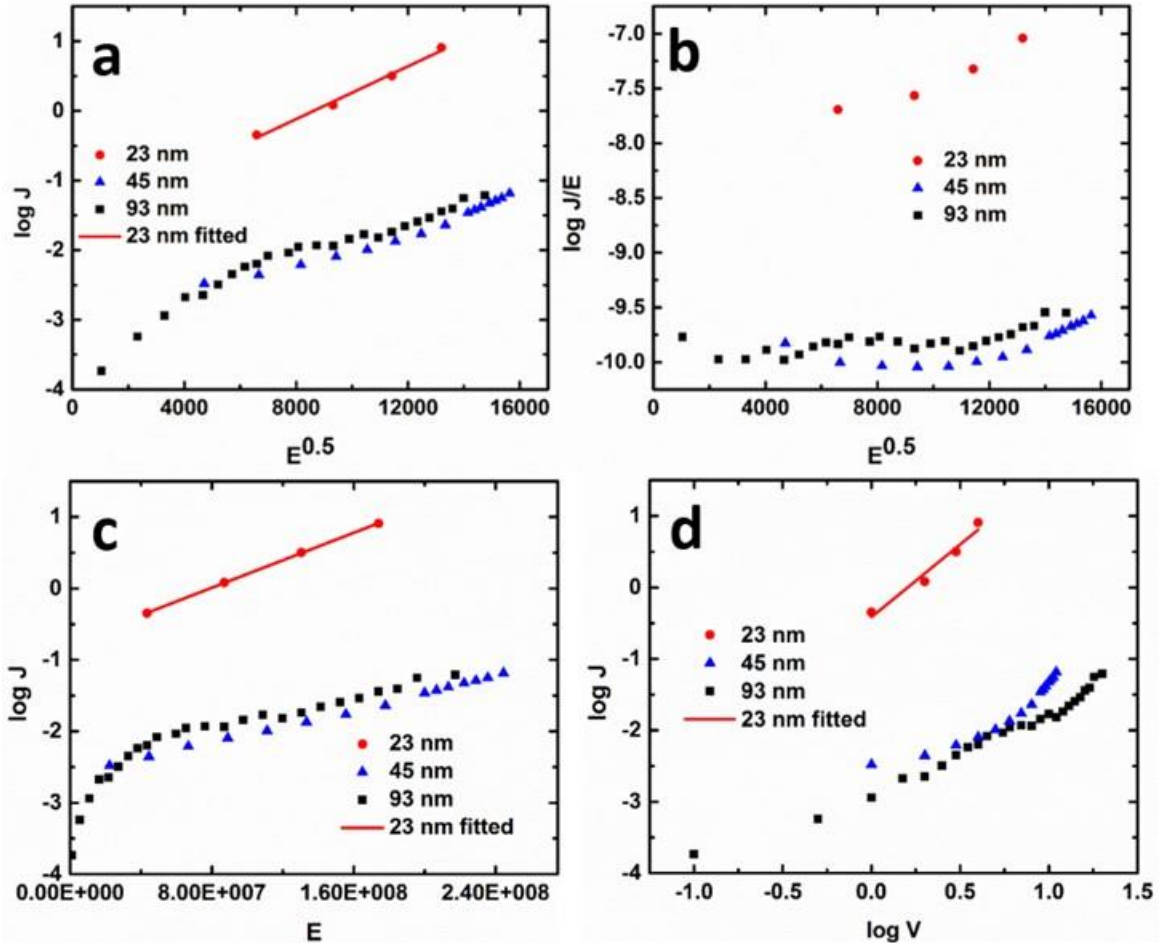 a
log J
1
0
-1
-2
-3
-4
23 nm
45 nm
93 nm
23 nm fitted
0 4000 8000 12000 16000
E^0.5
b
log J/E
-7.0
-7.5
-8.0
-8.5
-9.0
-9.5
-10.0
23 nm
45 nm
93 nm
0 4000 8000 12000 16000
E^0.5
c
log J
1
0
-1
-2
-3
-4
23 nm
45 nm
93 nm
23 nm fitted
0.00E+0000 8.00E+007 1.60E+008 2.40E+008
E
d
log J
1
0
-1
-2
-3
-4
23 nm
45 nm
93 nm
23 nm fitted
-1.0 -0.5 0.0 0.5 1.0 1.5
log V